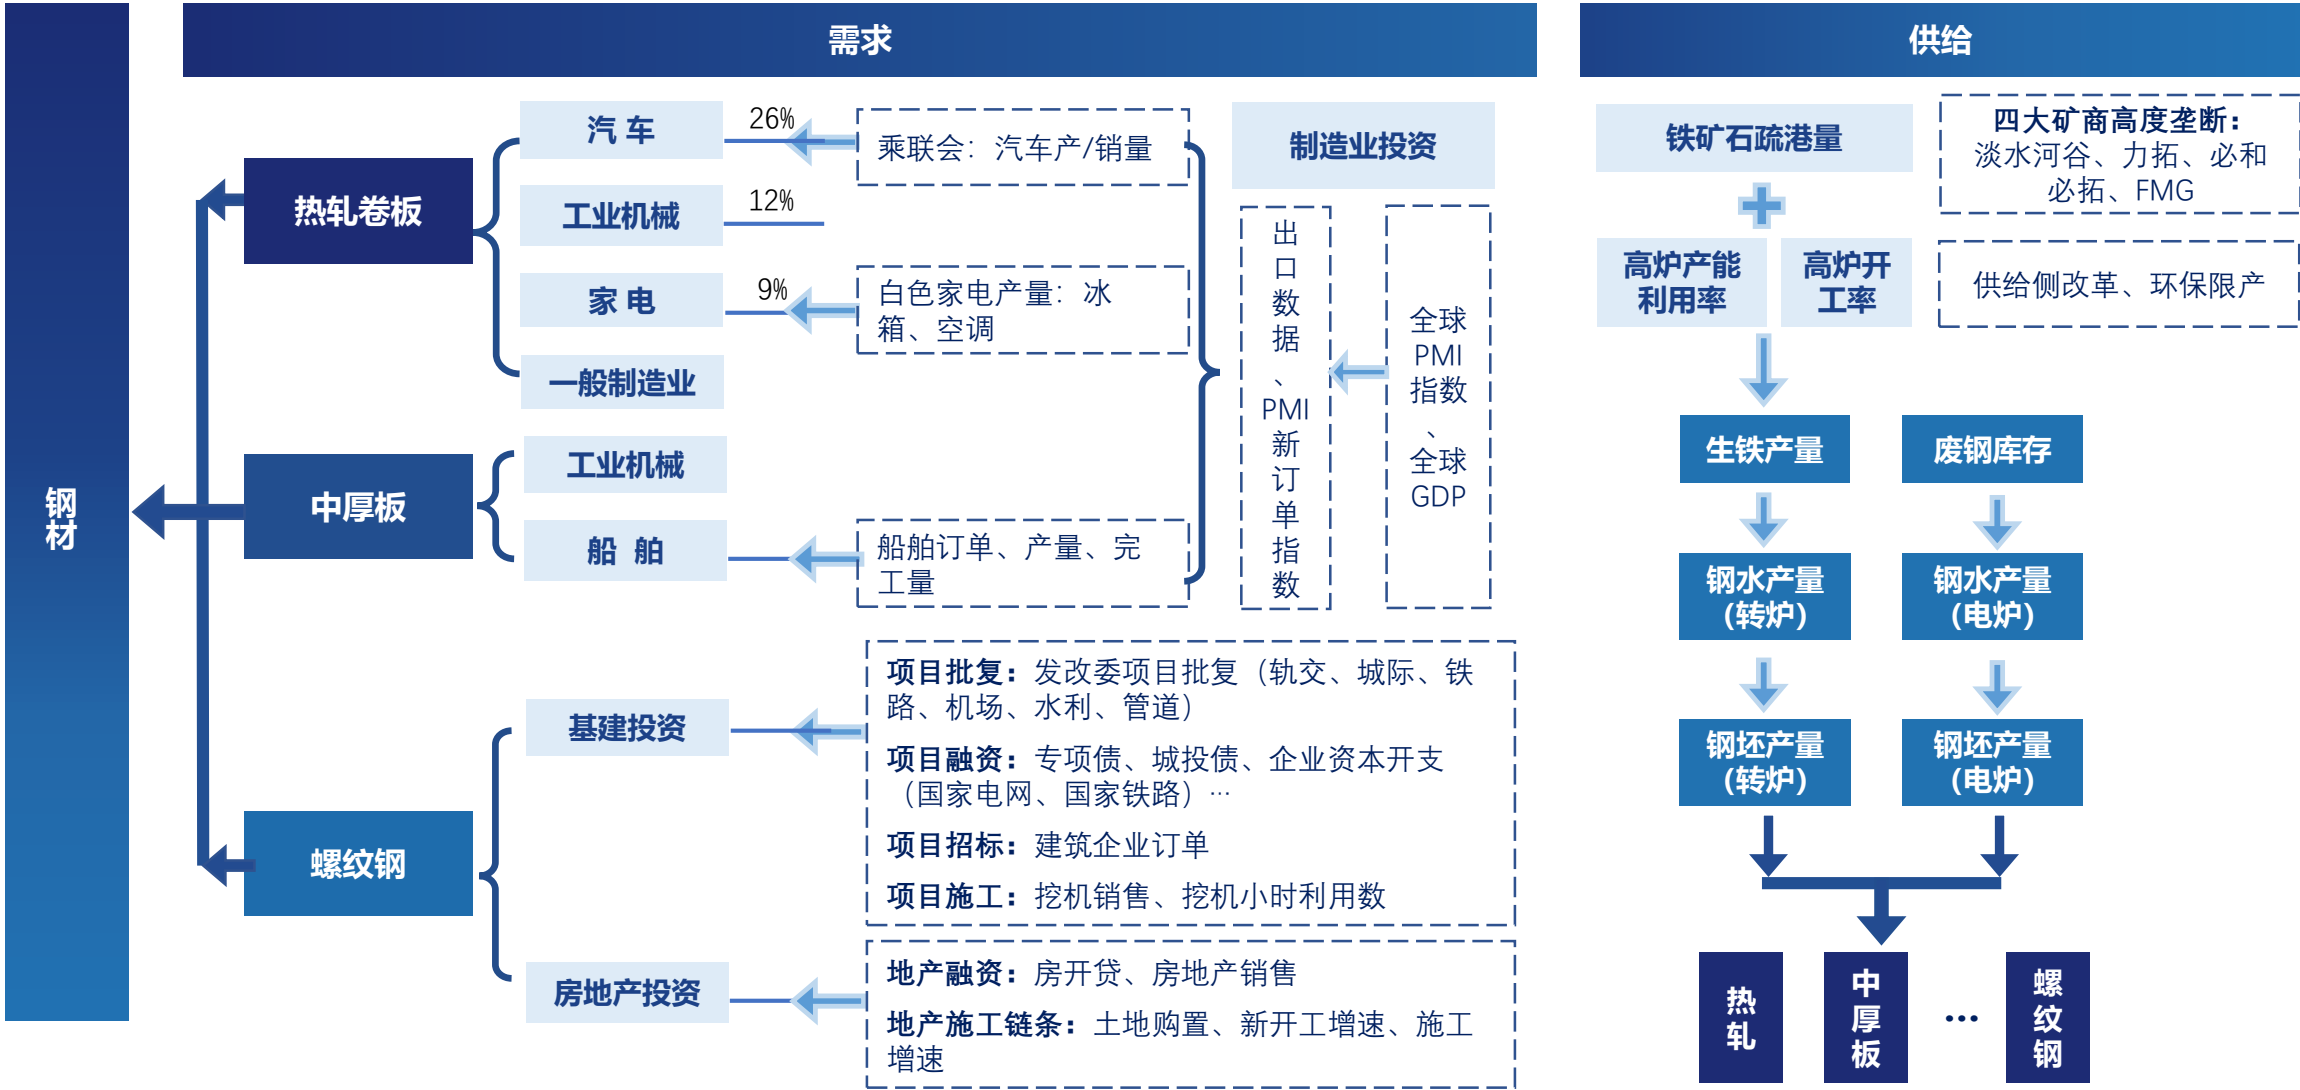 需求
供给
钢
材
热轧卷板
中厚板
螺纹钢
汽 车
工业机械
家 电
一般制造业
工业机械
船 舶
基建投资
房地产投资
26%
12%
9%
乘联会：汽车产/销量
白色家电产量：冰
箱、空调
船舶订单、产量、完
工量
制造业投资
出
口
数
据
、
PMI
新
订
单
指
数
全球
PMI
指数
、
全球
GDP
项目批复：发改委项目批复（轨交、城际、铁
路、机场、水利、管道）
项目融资：专项债、城投债、企业资本开支
（国家电网、国家铁路）…
项目招标：建筑企业订单
项目施工：挖机销售、挖机小时利用数
地产融资：房开贷、房地产销售
地产施工链条：土地购置、新开工增速、施工
增速
铁矿石疏港量
四大矿商高度垄断：
淡水河谷、力拓、必和
必拓、FMG
高炉产能
利用率
高炉开
工率
供给侧改革、环保限产
生铁产量
废钢库存
钢水产量
（转炉）
钢水产量
（电炉）
钢坯产量
（转炉）
钢坯产量
（电炉）
热
轧
中
厚
板
…
螺
纹
钢